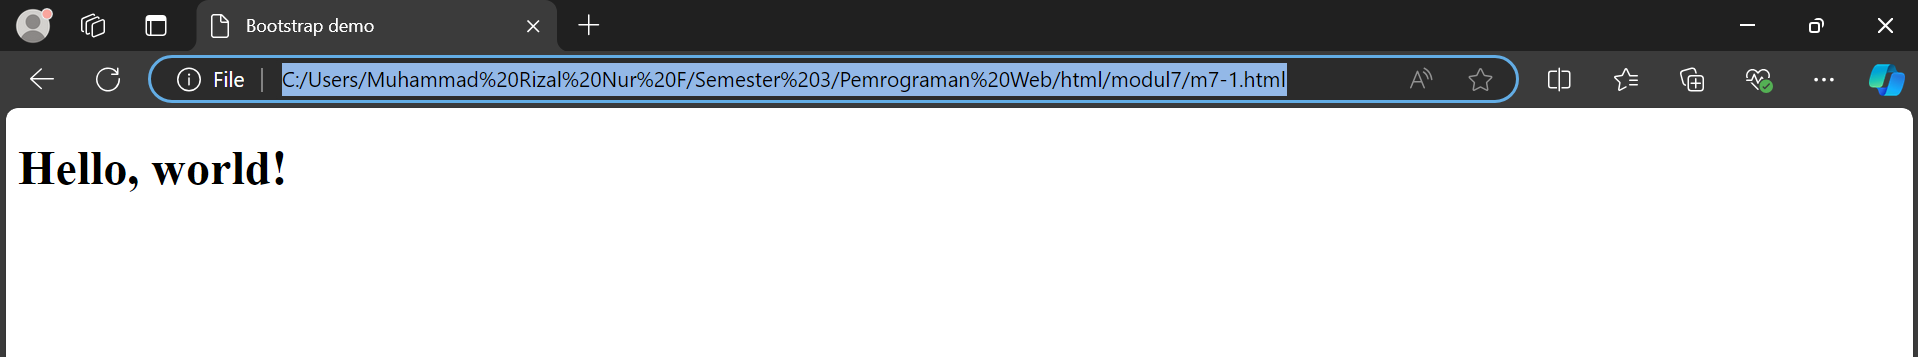 Bootstrap demo
File C:/Users/Muhammad%20Rizal%20Nur%20F/Semester%203/Pemrograman%20Web/html/modul7/m7-1.html
Hello, world!